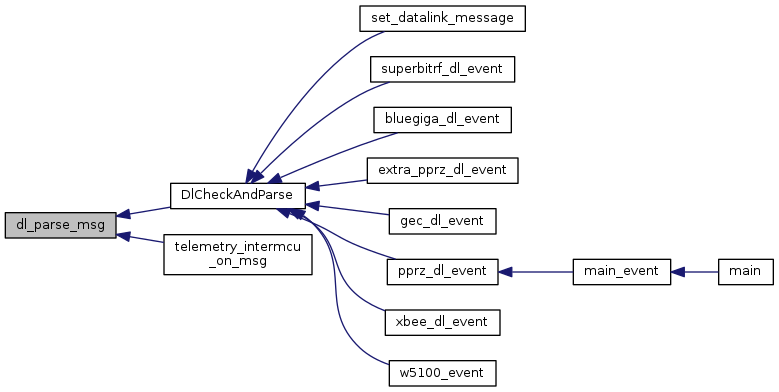 set_datalink_message
superbitrf_dl_event
bluegiga_dl_event
extra_pprz_dl_event
DlCheckAndParse
gec_dl_event
dl_parse_msg
telemetry_intermcu
_on_msg
pprz_dl_event
main_event
main
xbee_dl_event
w5100_event